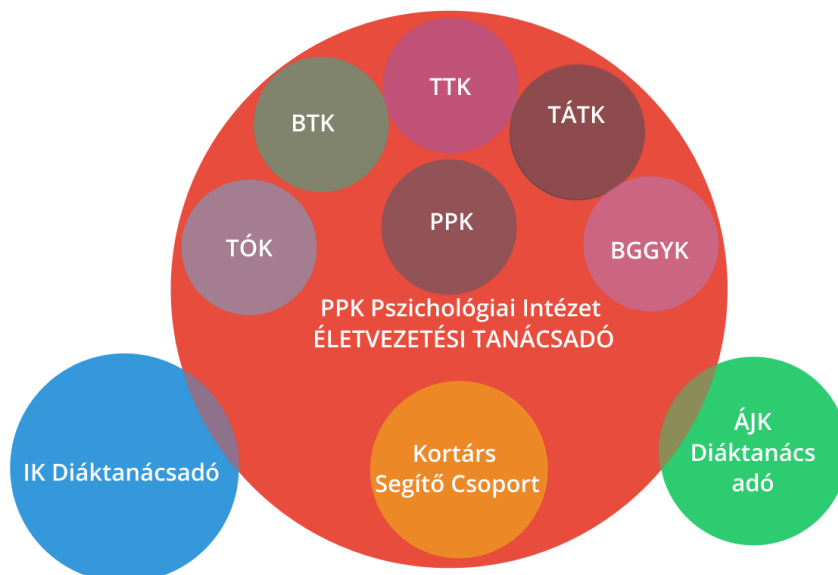 TTK
BTK
TÁTK
TÓK
PPK
BGGYK
PPK Pszichológiai Intézet
ÉLETVEZETÉSI TANÁCSADÓ
IK Diáktanácsadó
Kortárs
Segítő Csoport
ÁJK
Diáktanács
adó